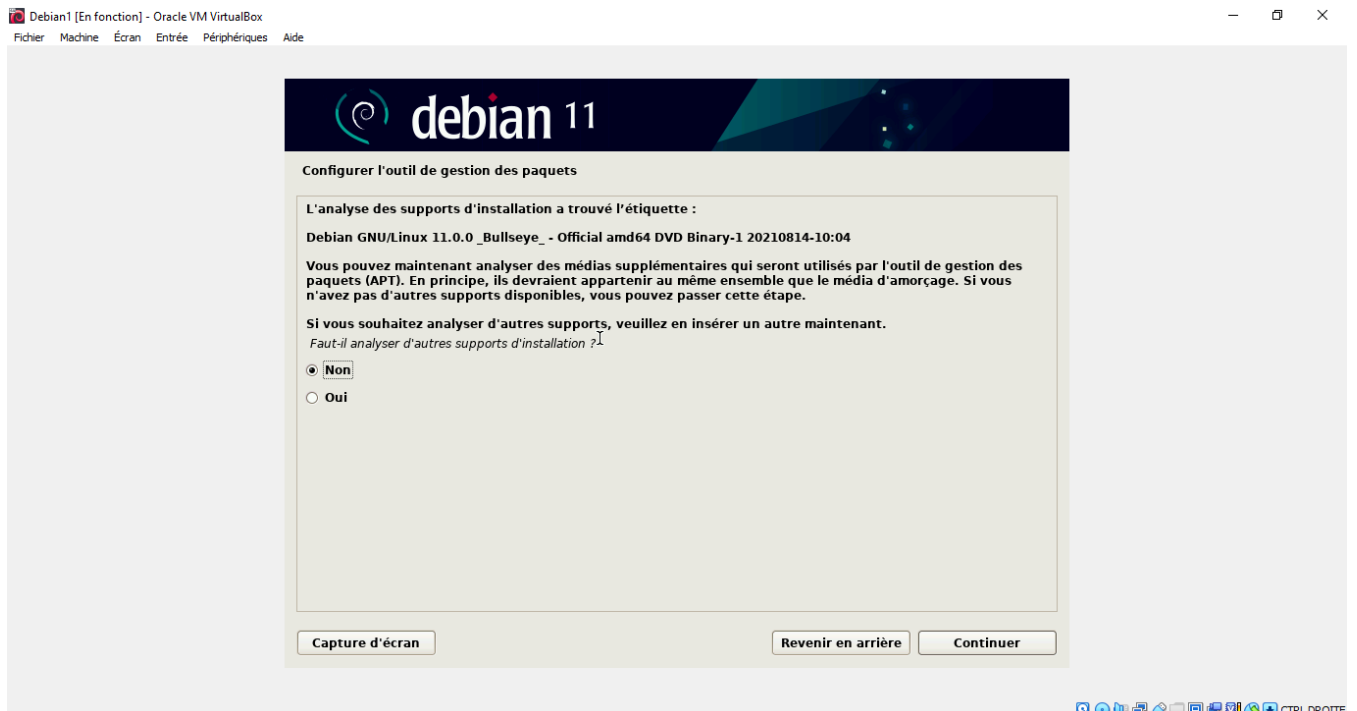 Debian1 [En fonction] - Oracle VM VirtualBox
Fichier Machine Écran Entrée Périphériques Aide
debian 11
Configurer l'outil de gestion des paquets
L'analyse des supports d'installation a trouvé l’étiquette :
Debian GNU/Linux 11.0.0 _Bullseye_ - Official amd64 DVD Binary-1 20210814-10:04
Vous pouvez maintenant analyser des médias supplémentaires qui seront utilisés par l'outil de gestion des
paquets (APT). En principe, ils devraient appartenir au même ensemble que le média d'amorçage. Si vous
n'avez pas d'autres supports disponibles, vous pouvez passer cette étape.
Si vous souhaitez analyser d'autres supports, veuillez en insérer un autre maintenant.
Faut-il analyser d'autres supports d'installation ?
Non
Oui
Capture d'écran Revenir en arrière Continuer
CTRL DROITE